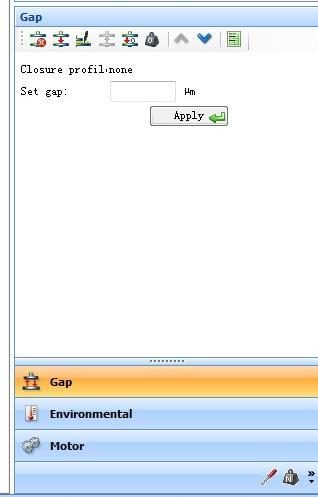 Gap
Closure profil:none
Set gap:
µm
Apply
Gap
Environmental
Motor
N
»